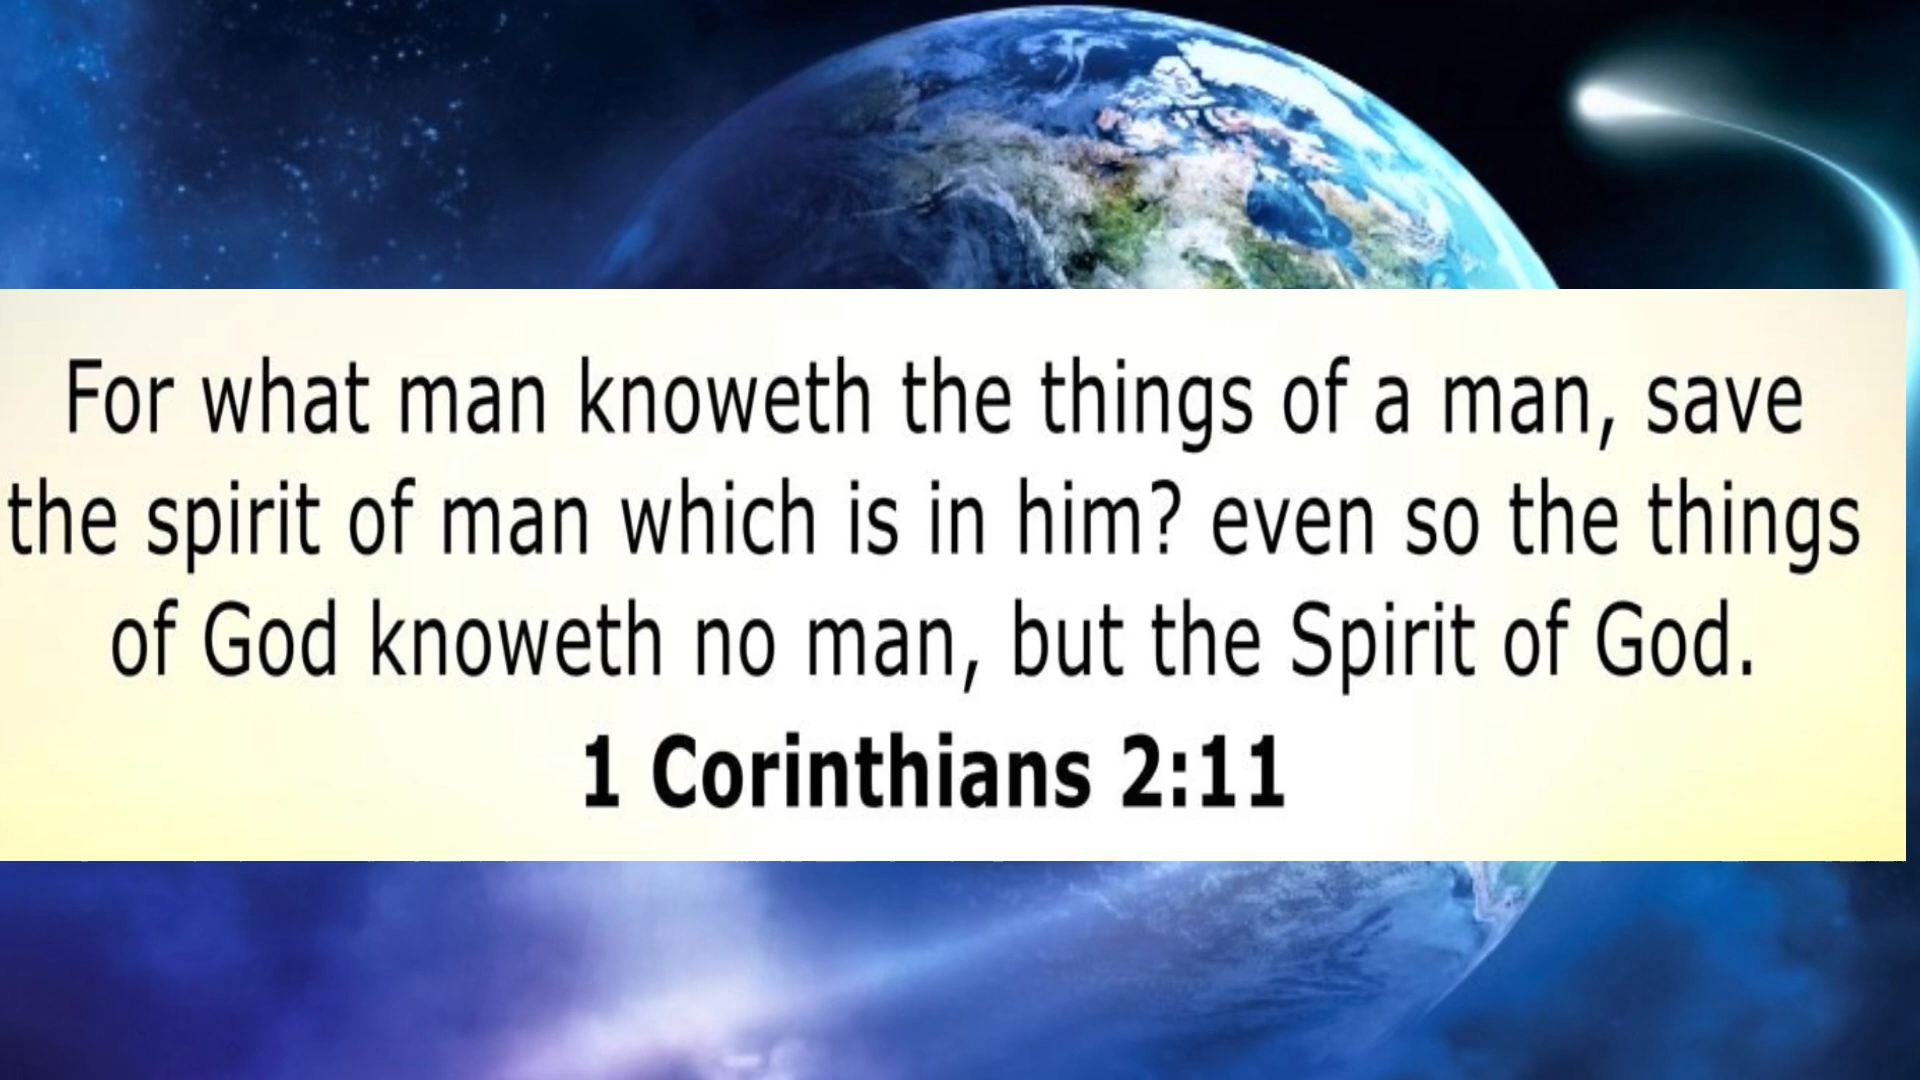 For what man knoweth the things of a man, save
the spirit of man which is in him? even so the things
of God knoweth no man, but the Spirit of God.
1 Corinthians 2:11